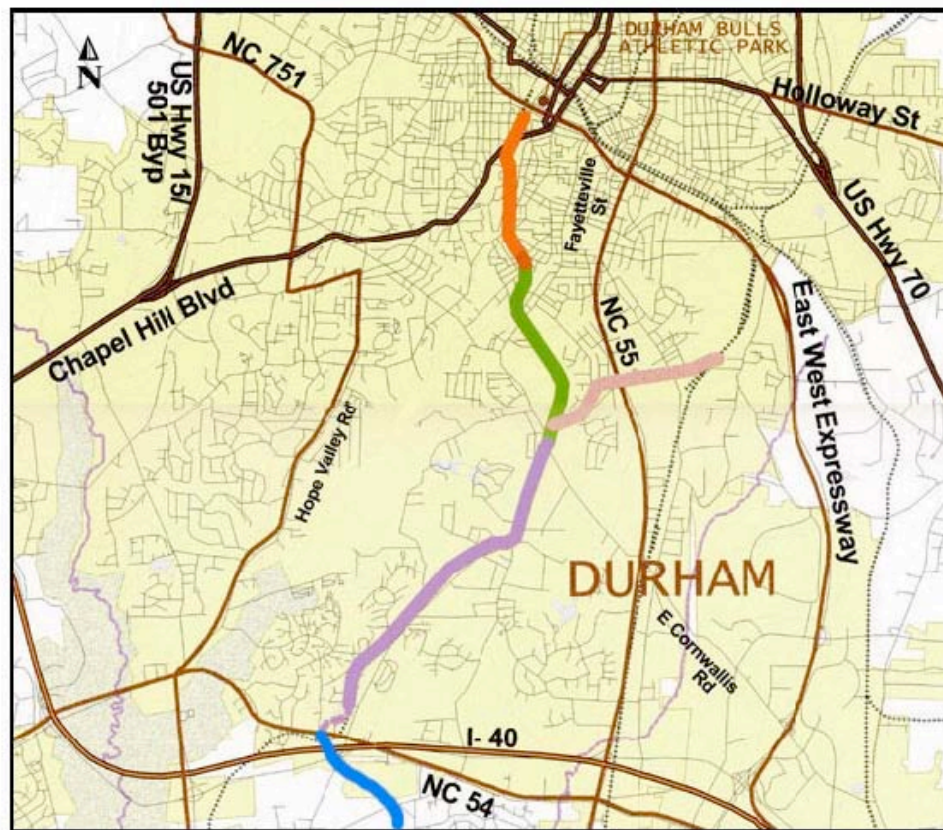 DURHAM BULLS
ATHLETIC PARK
NC 751
N
US Hwy 15/
501 Byp
Holloway St
Fayetteville
St
US Hwy 70
Chapel Hill Blvd
NC 55
East West Expressway
Hope Valley Rd
DURHAM
E Cornwallis
Rd
I- 40
NC 54